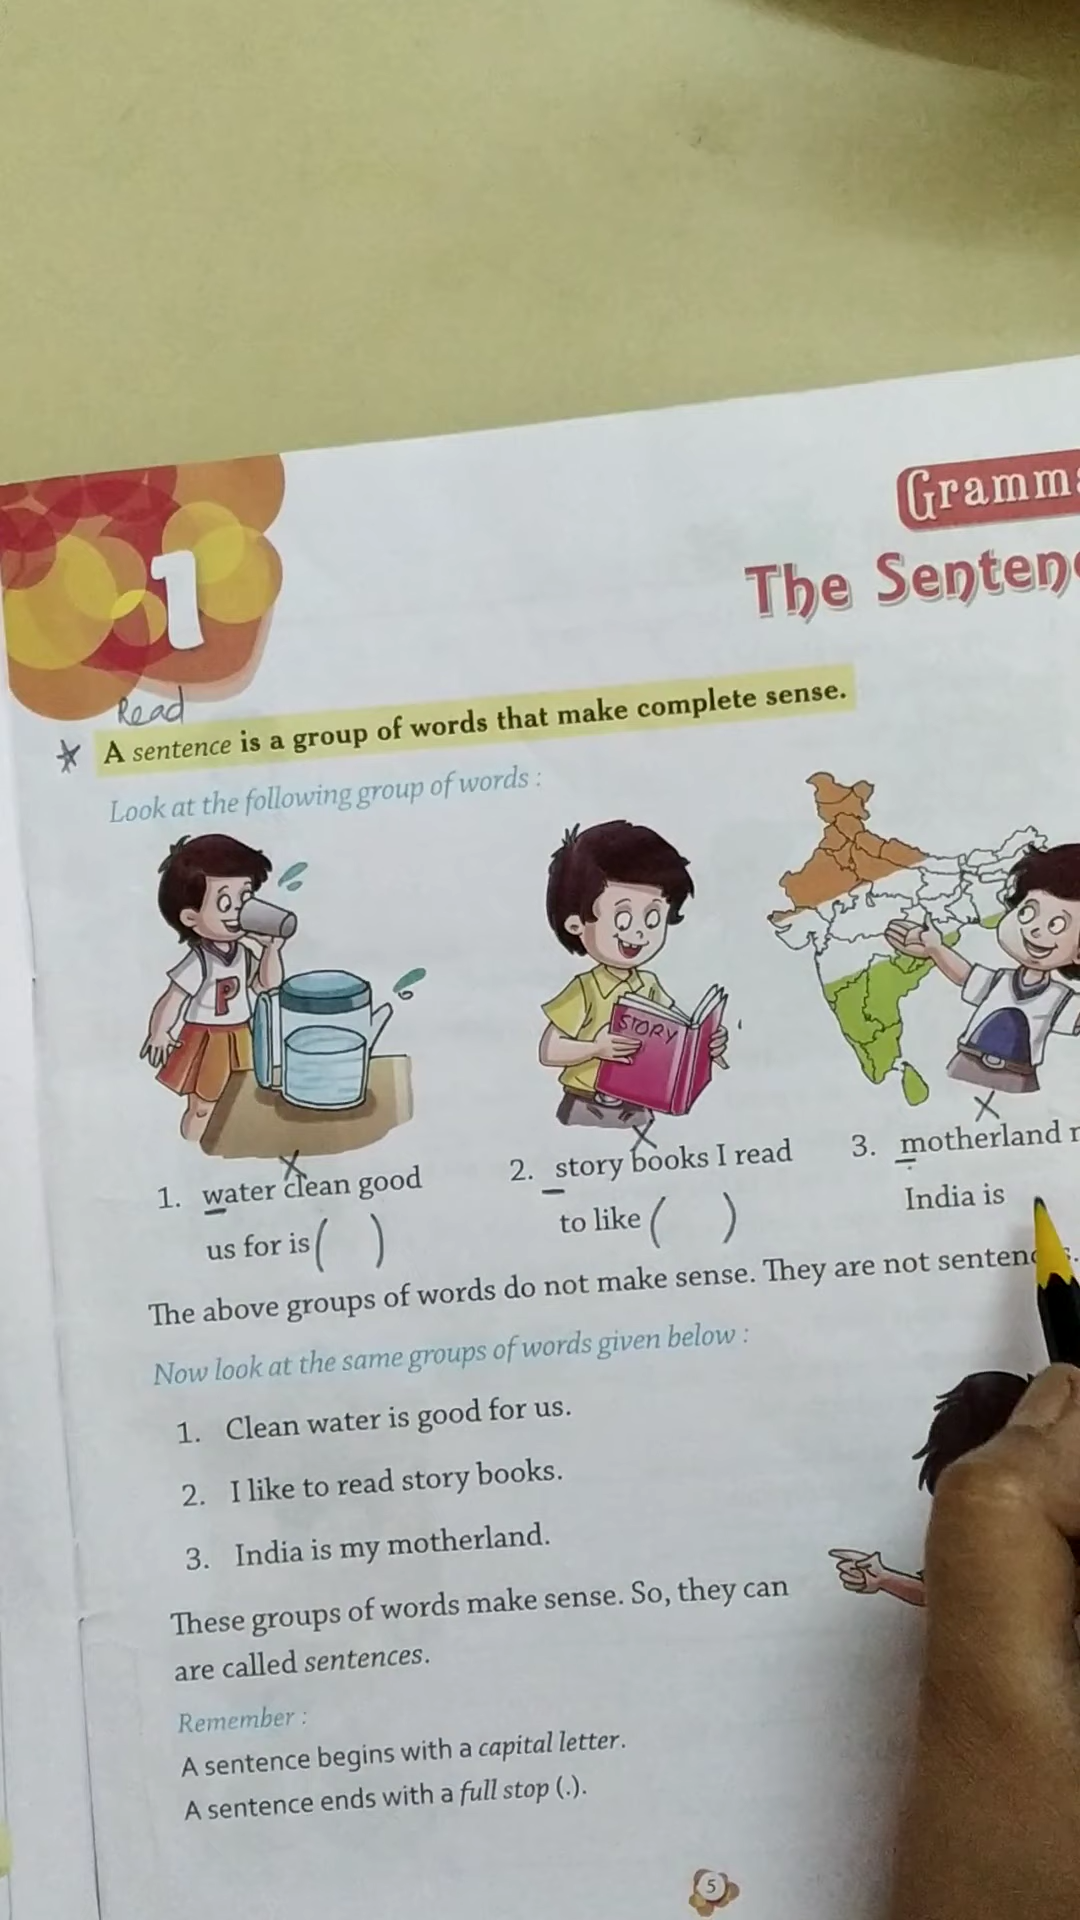 1
Gramm
The Senten
Read
A sentence is a group of words that make complete sense.
Look at the following group of words :
P
STORY
1. water clean good
us for is ( )
2. story books I read
to like ( )
3. motherland
India is
The above groups of words do not make sense. They are not sentenc s.
Now look at the same groups of words given below :
1. Clean water is good for us.
2. I like to read story books.
3. India is my motherland.
These groups of words make sense. So, they can
are called sentences.
Remember :
A sentence begins with a capital letter.
A sentence ends with a full stop (.).
5